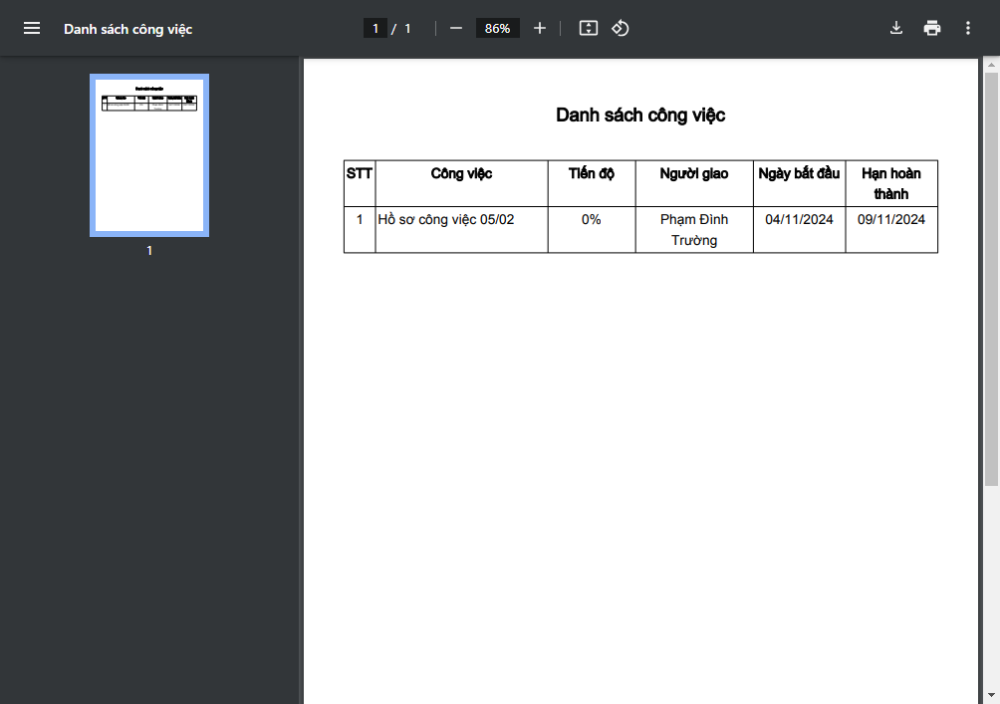 Danh sách công việc
1 / 1
86%
1
Danh sách công việc
STT Công việc Tiến độ Người giao Ngày bắt đầu Hạn hoàn
thành
1 Hồ sơ công việc 05/02 0% Phạm Đình 04/11/2024 09/11/2024
Trường